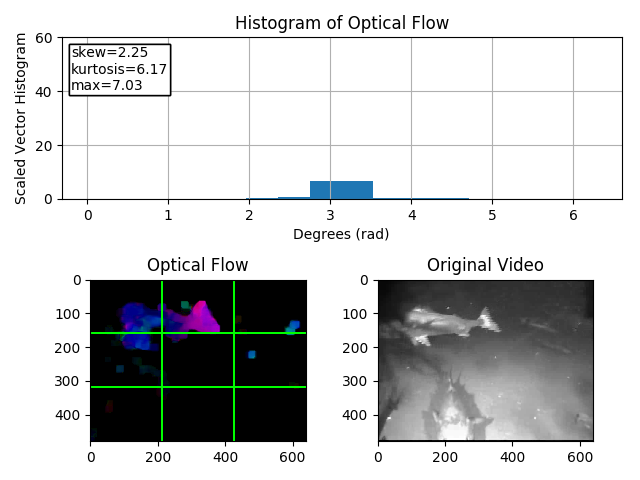 Histogram of Optical Flow
Scaled Vector Histogram
60
40
20
0
skew=2.25
kurtosis=6.17
max=7.03
0 1 2 3 4 5 6
Degrees (rad)
Optical Flow
0
100
200
300
400
0 200 400 600
Original Video
0
100
200
300
400
0 200 400 600